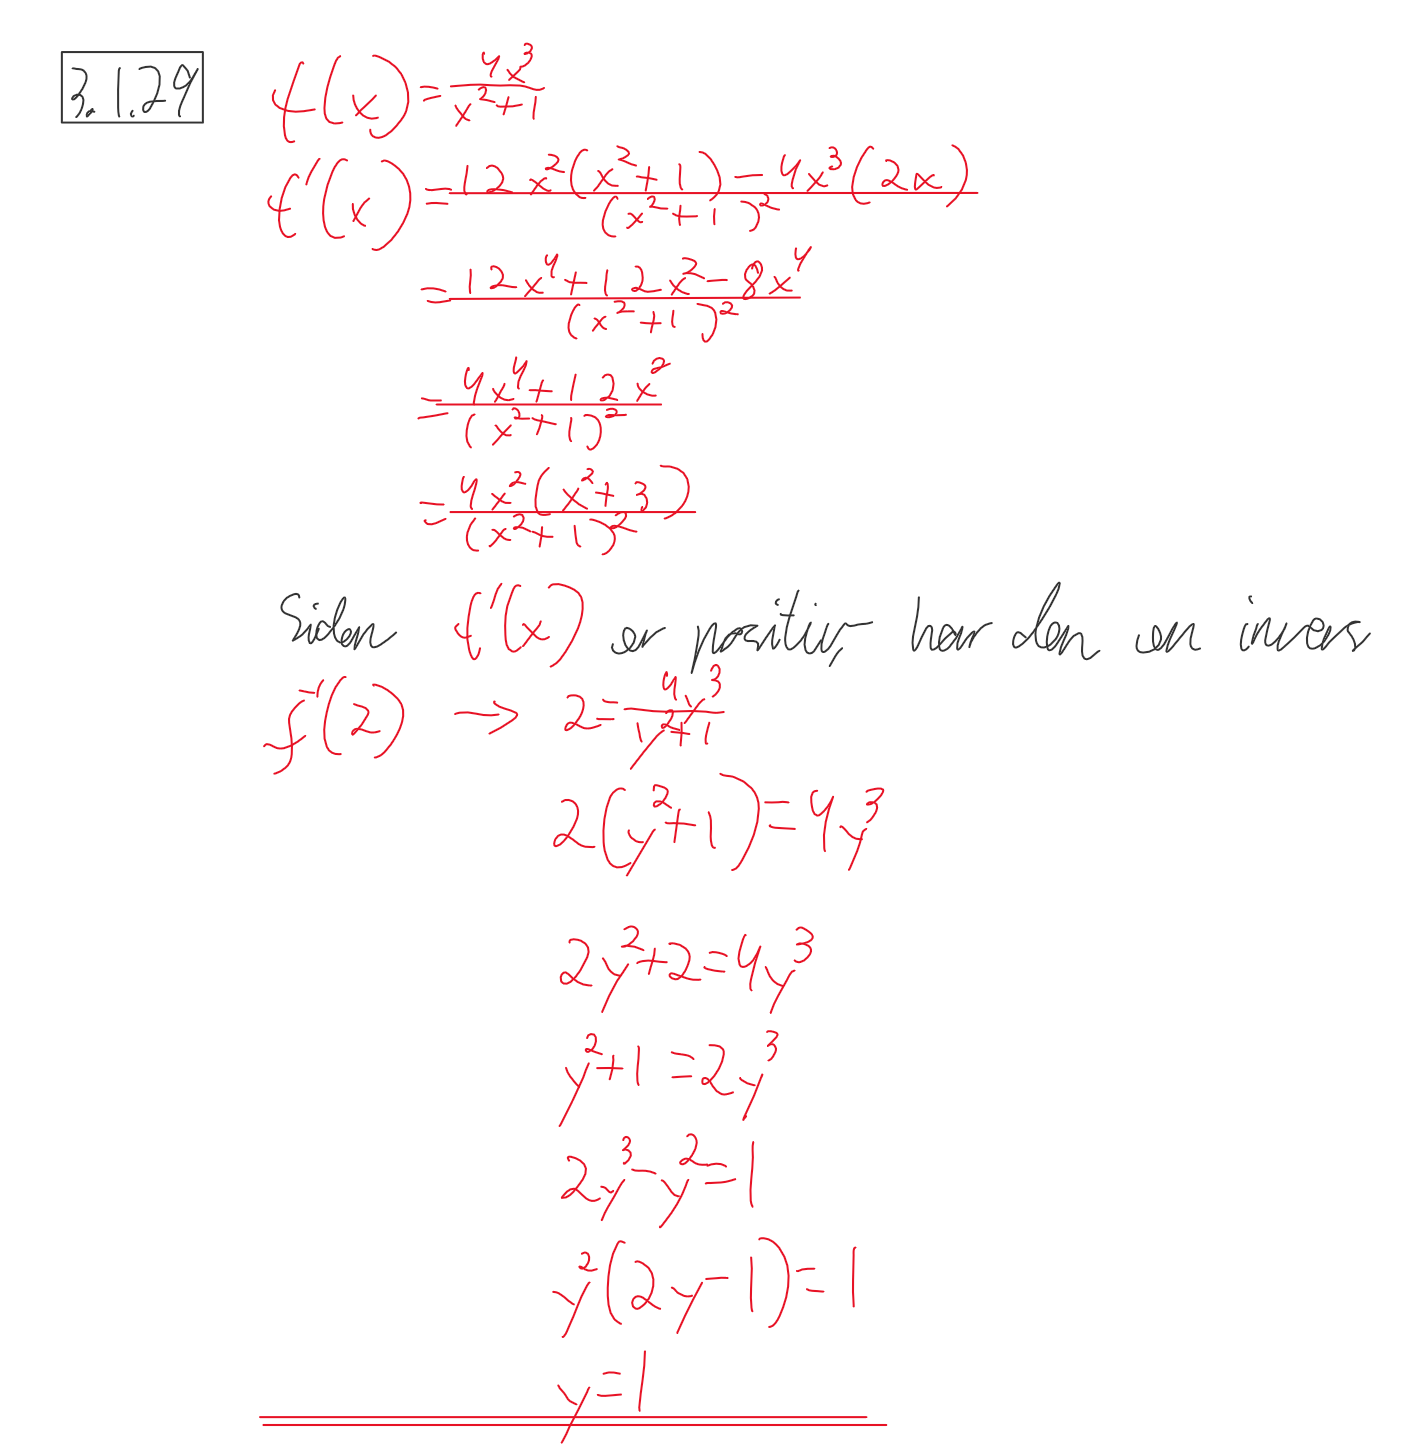 3.1.29 f(x) = 4x³/(x²+1)
f'(x) = (12x²(x²+1) - 4x³(2x))/(x²+1)²
= (12x⁴ + 12x² - 8x⁴)/(x²+1)²
= (4x⁴ + 12x²)/(x²+1)²
= (4x²(x²+3))/(x²+1)²
Siden f'(x) er positiv, har den en invers
f⁻¹(2) → 2 = 4y³/(y²+1)
2(y²+1) = 4y³
2y²+2 = 4y³
y²+1 = 2y³
2y³ - y² = 1
y²(2y-1) = 1
y = 1